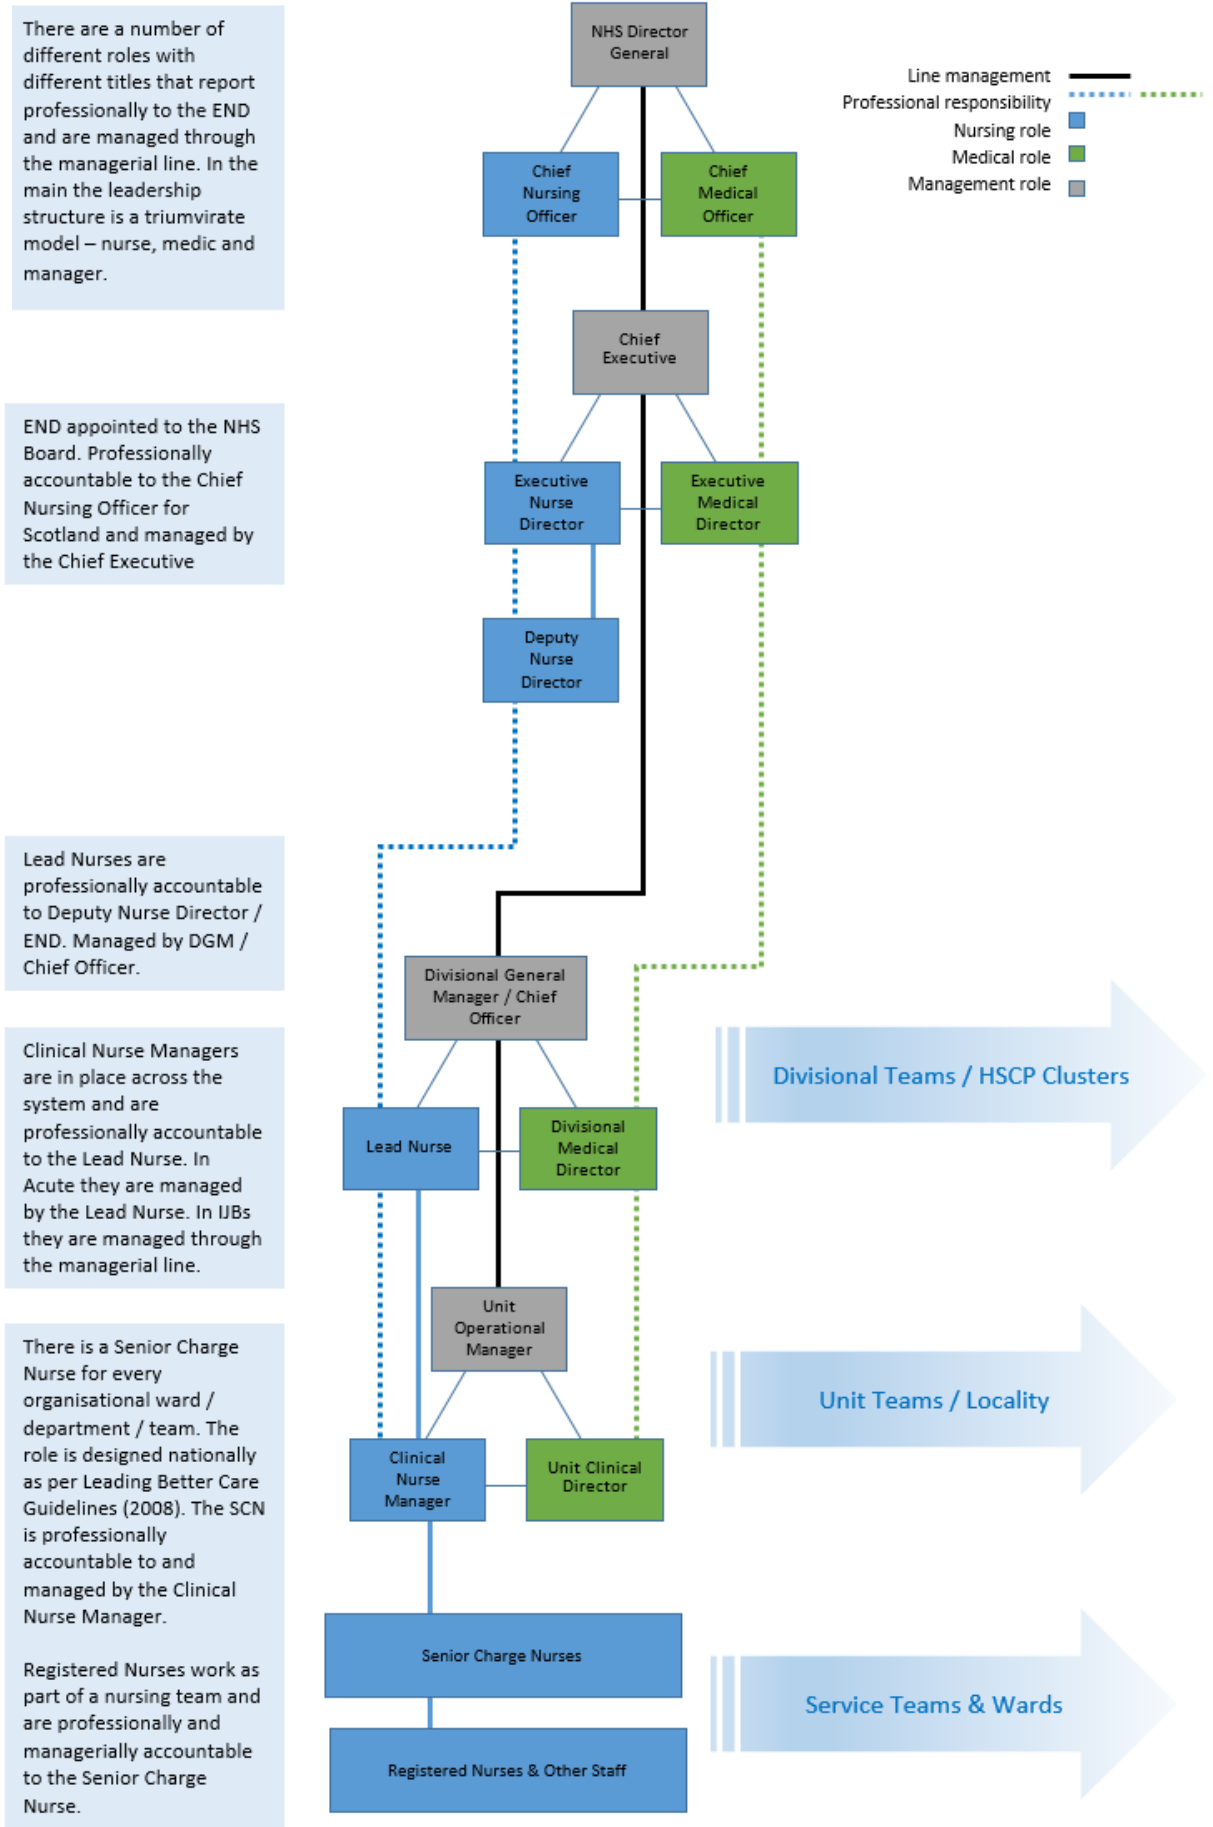 There are a number of
different roles with
different titles that report
professionally to the END
and are managed through
the managerial line. In the
main the leadership
structure is a triumvirate
model – nurse, medic and
manager.
NHS Director
General
Line management
Professional responsibility
Nursing role
Medical role
Management role
Chief
Nursing
Officer
Chief
Medical
Officer
Chief
Executive
END appointed to the NHS
Board. Professionally
accountable to the Chief
Nursing Officer for
Scotland and managed by
the Chief Executive
Executive
Nurse
Director
Executive
Medical
Director
Deputy
Nurse
Director
Lead Nurses are
professionally accountable
to Deputy Nurse Director /
END. Managed by DGM /
Chief Officer.
Divisional General
Manager / Chief
Officer
Clinical Nurse Managers
are in place across the
system and are
professionally accountable
to the Lead Nurse. In
Acute they are managed
by the Lead Nurse. In IJBs
they are managed through
the managerial line.
Lead Nurse
Divisional
Medical
Director
Divisional Teams / HSCP Clusters
Unit
Operational
Manager
There is a Senior Charge
Nurse for every
organisational ward /
department / team. The
role is designed nationally
as per Leading Better Care
Guidelines (2008). The SCN
is professionally
accountable to and
managed by the Clinical
Nurse Manager.
Registered Nurses work as
part of a nursing team and
are professionally and
managerially accountable
to the Senior Charge
Nurse.
Clinical
Nurse
Manager
Unit Clinical
Director
Unit Teams / Locality
Senior Charge Nurses
Registered Nurses & Other Staff
Service Teams & Wards